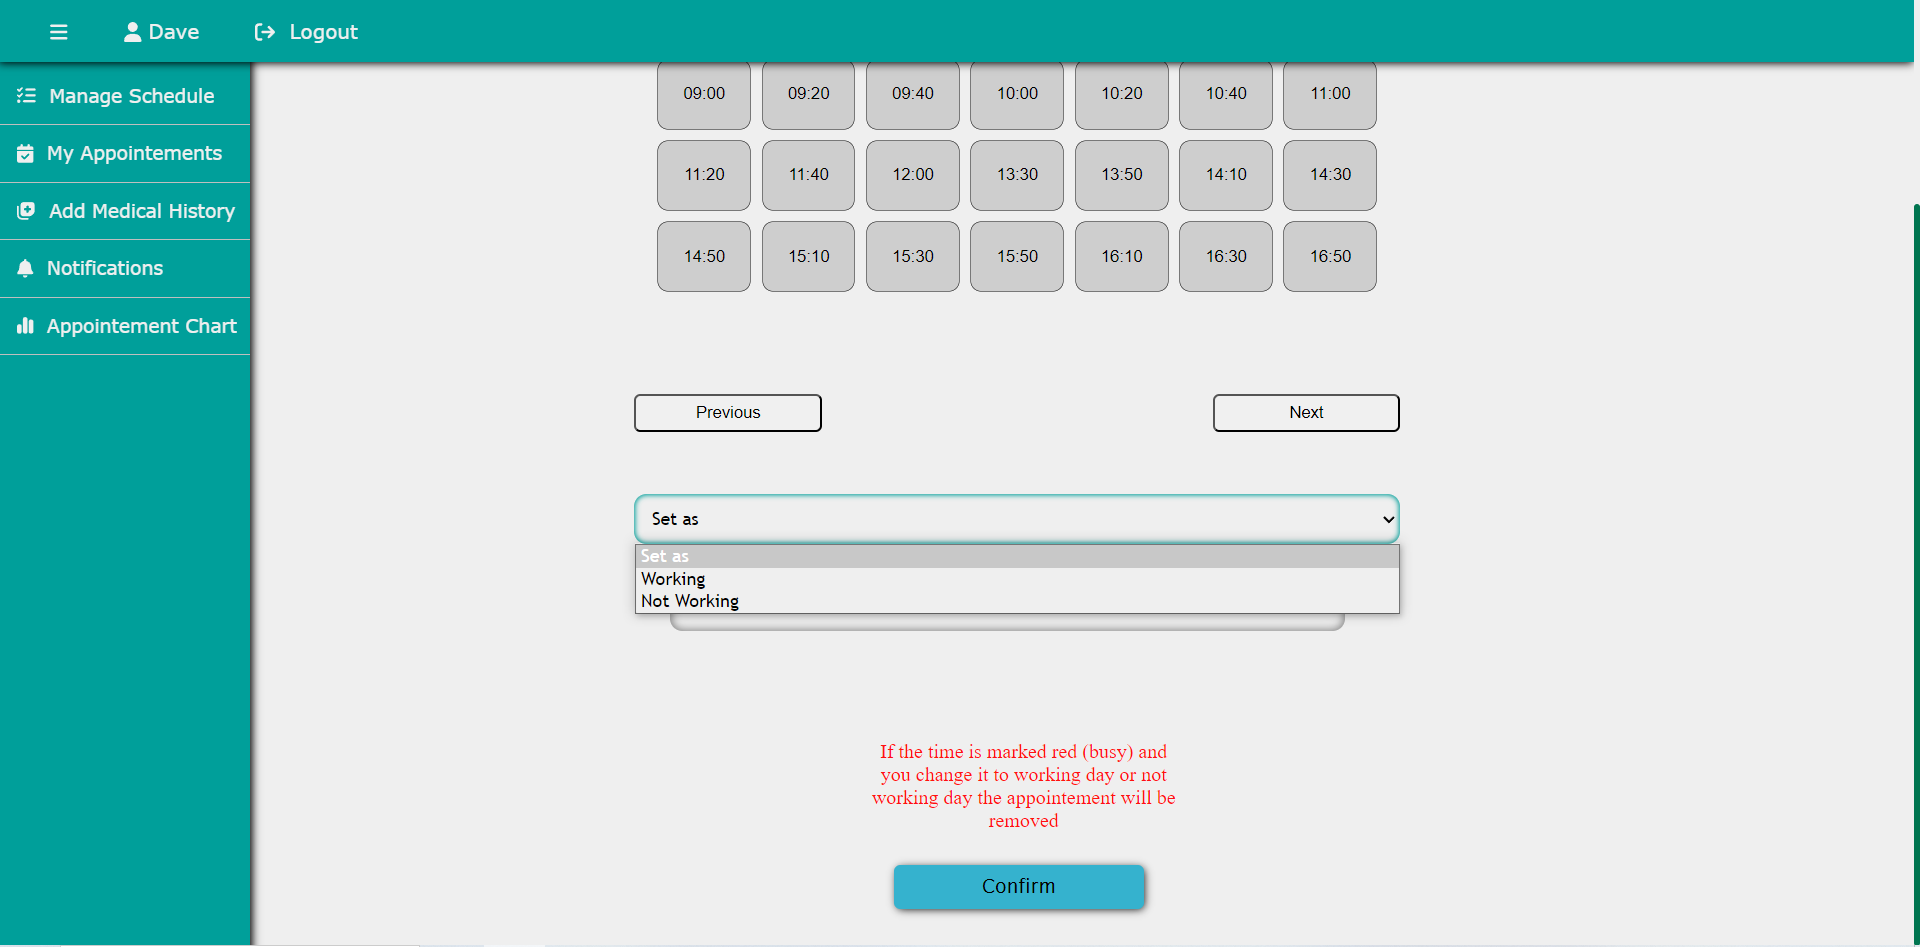 Dave
Logout
Manage Schedule
My Appointements
Add Medical History
Notifications
Appointement Chart
09:00 09:20 09:40 10:00 10:20 10:40 11:00
11:20 11:40 12:00 13:30 13:50 14:10 14:30
14:50 15:10 15:30 15:50 16:10 16:30 16:50
Previous Next
Set as
Set as
Working
Not Working
If the time is marked red (busy) and
you change it to working day or not
working day the appointement will be
removed
Confirm